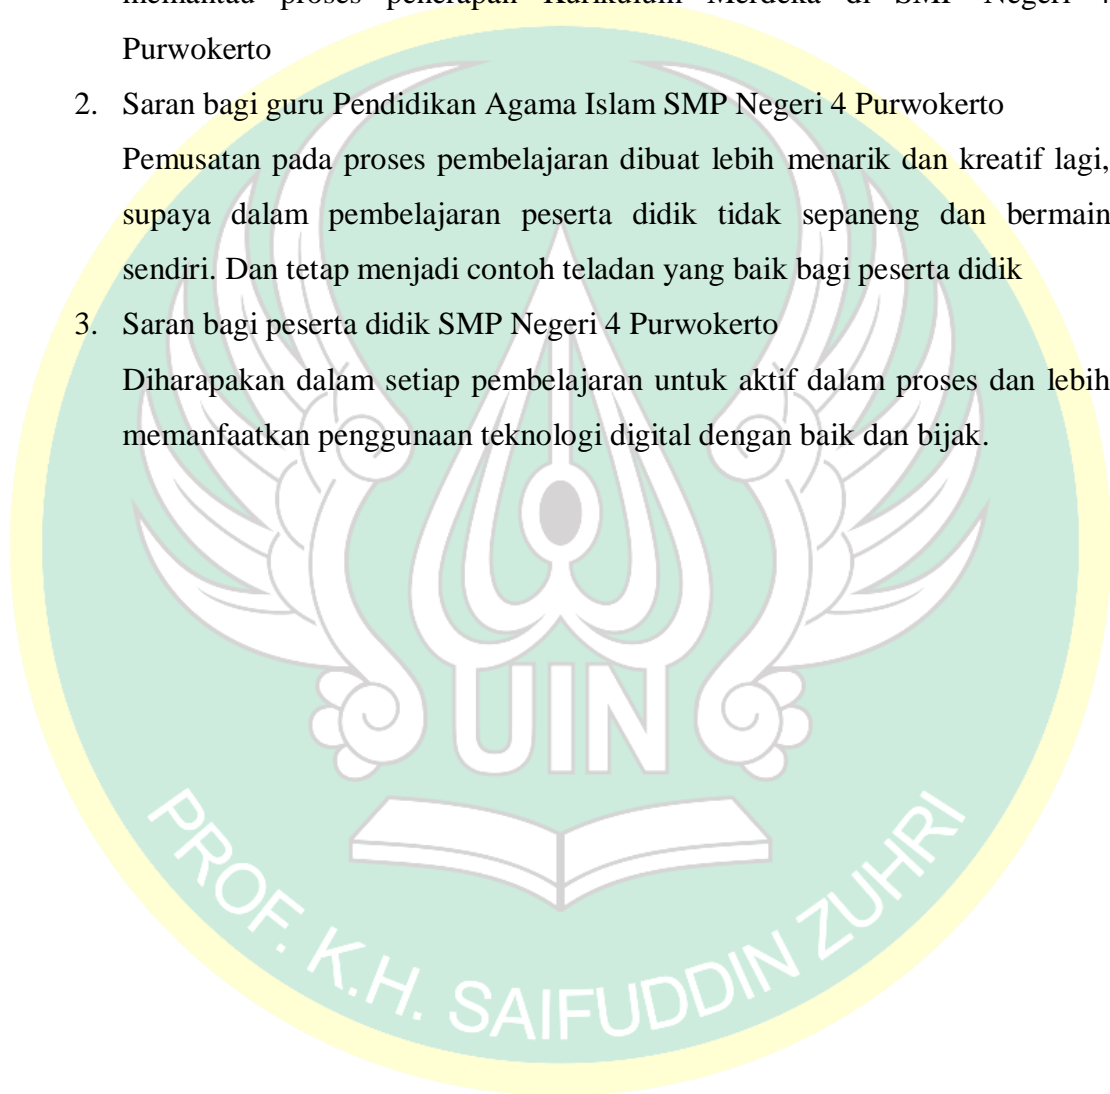 memantau proses penerapan Kurikulum Merdeka di SMP Negeri 4
Purwokerto
2. Saran bagi guru Pendidikan Agama Islam SMP Negeri 4 Purwokerto
Pemusatan pada proses pembelajaran dibuat lebih menarik dan kreatif lagi,
supaya dalam pembelajaran peserta didik tidak sepaneng dan bermain
sendiri. Dan tetap menjadi contoh teladan yang baik bagi peserta didik
3. Saran bagi peserta didik SMP Negeri 4 Purwokerto
Diharapakan dalam setiap pembelajaran untuk aktif dalam proses dan lebih
memanfaatkan penggunaan teknologi digital dengan baik dan bijak.
UIN
PROF. K.H. SAIFUDDIN ZUHRI